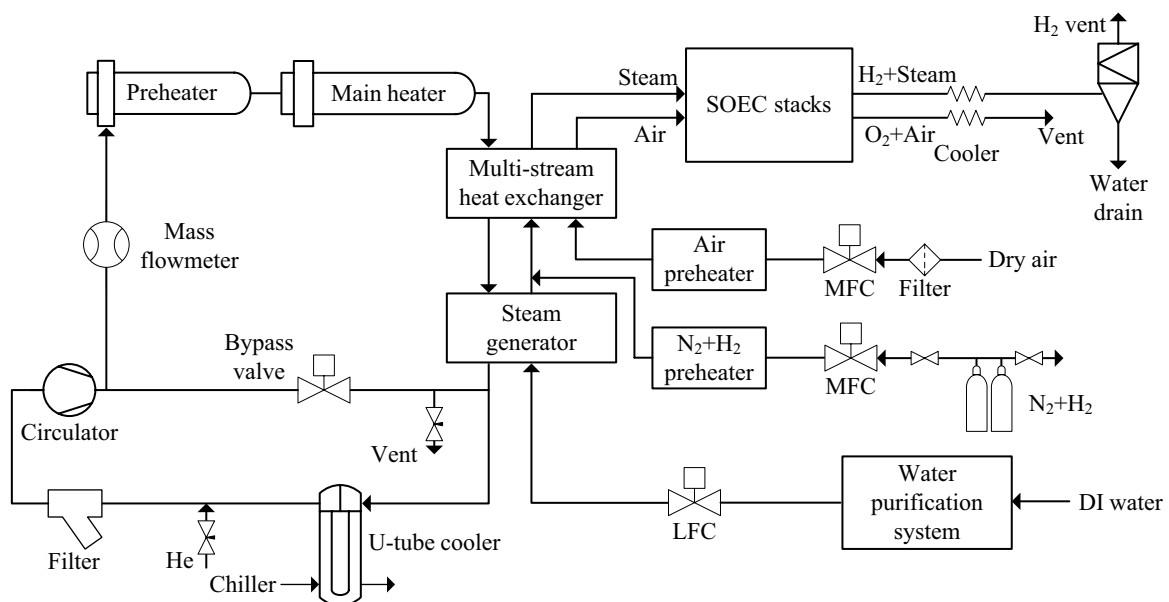 H₂ vent
Steam
H₂+Steam
Preheater
Main heater
SOEC stacks
Air
O₂+Air
Vent
Cooler
Multi-stream
heat exchanger
Water
drain
Mass
flowmeter
Air
preheater
Dry air
MFC
Filter
Steam
generator
Bypass
valve
N₂+H₂
preheater
MFC
N₂+H₂
Circulator
Vent
Water
purification
system
DI water
LFC
U-tube cooler
Filter
He
Chiller